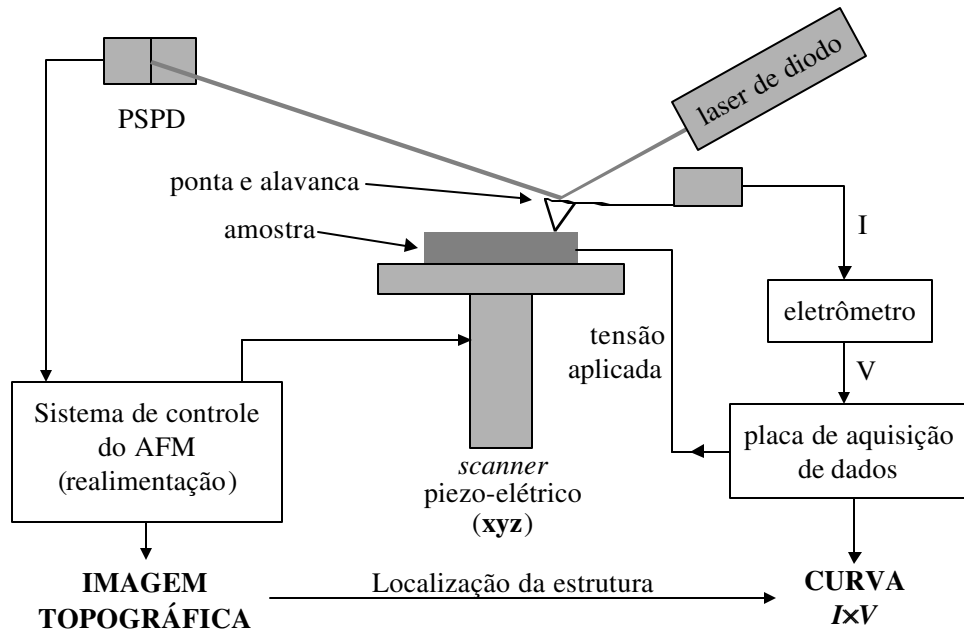 laser de diodo
PSPD
ponta e alavanca
amostra
I
eletrômetro
tensão
aplicada
V
Sistema de controle
do AFM
(realimentação)
placa de aquisição
de dados
scanner
piezo-elétrico
(xyz)
IMAGEM
TOPOGRÁFICA
Localização da estrutura
CURVA
I×V